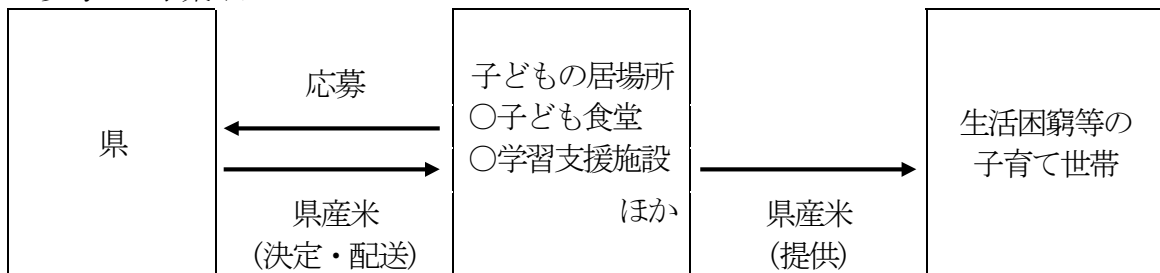 県
応募
県産米
(決定・配送)
子どもの居場所
○子ども食堂
○学習支援施設
ほか
県産米
(提供)
生活困窮等の
子育て世帯